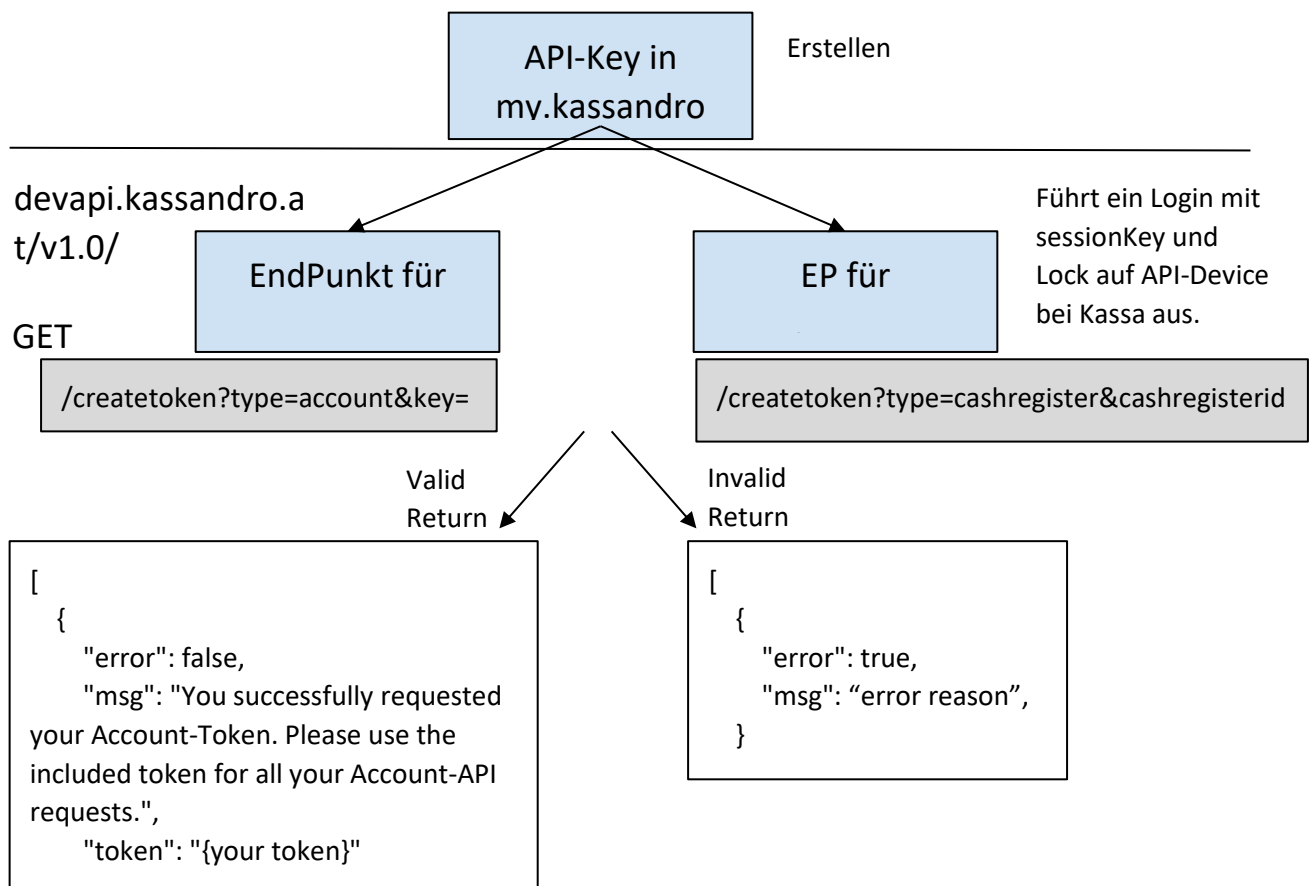 API-Key in
my.kassandro
Erstellen
devapi.kassandro.a
t/v1.0/
GET
EndPunkt für
EP für
Führt ein Login mit
sessionKey und
Lock auf API-Device
bei Kassa aus.
/createtoken?type=account&key=
/createtoken?type=cashregister&cashregisterid
Valid
Return
Invalid
Return
[
{
"error": false,
"msg": "You successfully requested
your Account-Token. Please use the
included token for all your Account-API
requests.",
"token": "{your token}"
[
{
"error": true,
"msg": “error reason”,
}